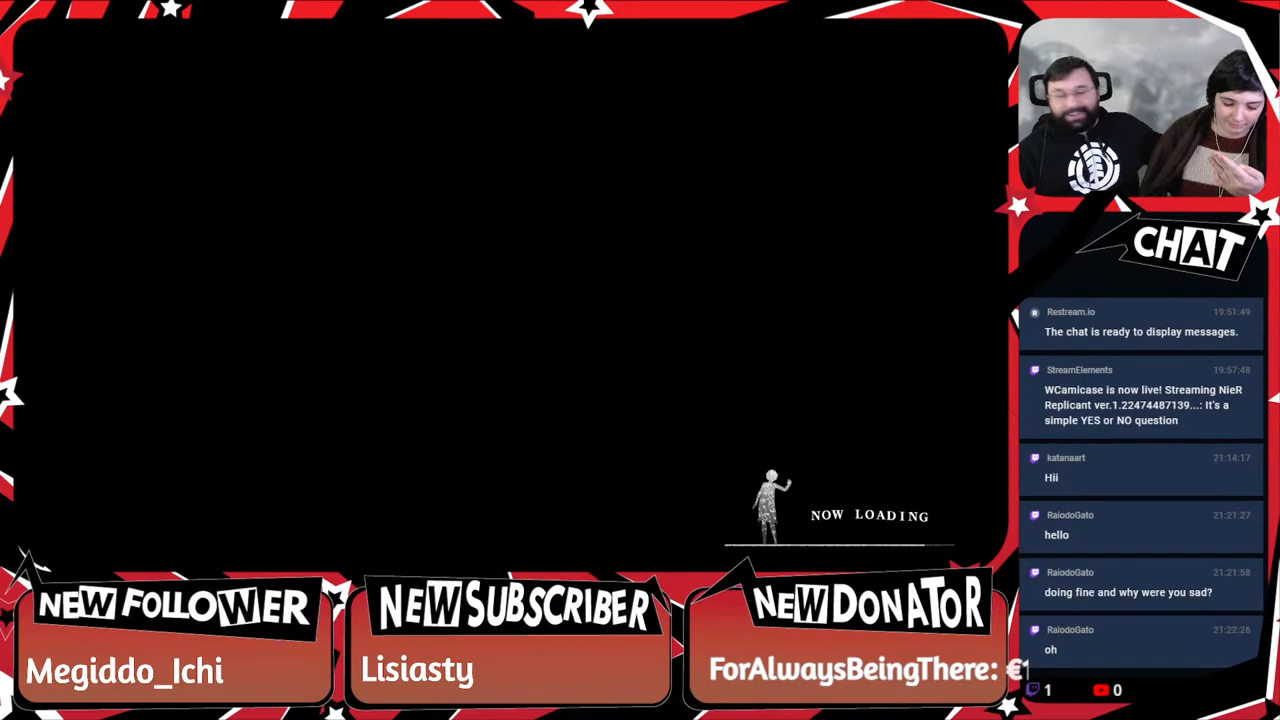 CHAT
Restream.io 19:51:49
The chat is ready to display messages.
StreamElements 19:57:48
WCamicase is now live! Streaming NieR
Replicant ver.1.22474487139...: It's a
simple YES or NO question
katanaart 21:14:17
Hii
RaiodoGato 21:21:27
hello
RaiodoGato 21:21:58
doing fine and why were you sad?
RaiodoGato 21:22:26
oh
1 0
NOW LOADING
NEW FOLLOWER
Megiddo_Ichi
NEW SUBSCRIBER
Lisiasty
NEW DONATOR
ForAlwaysBeingThere: €1